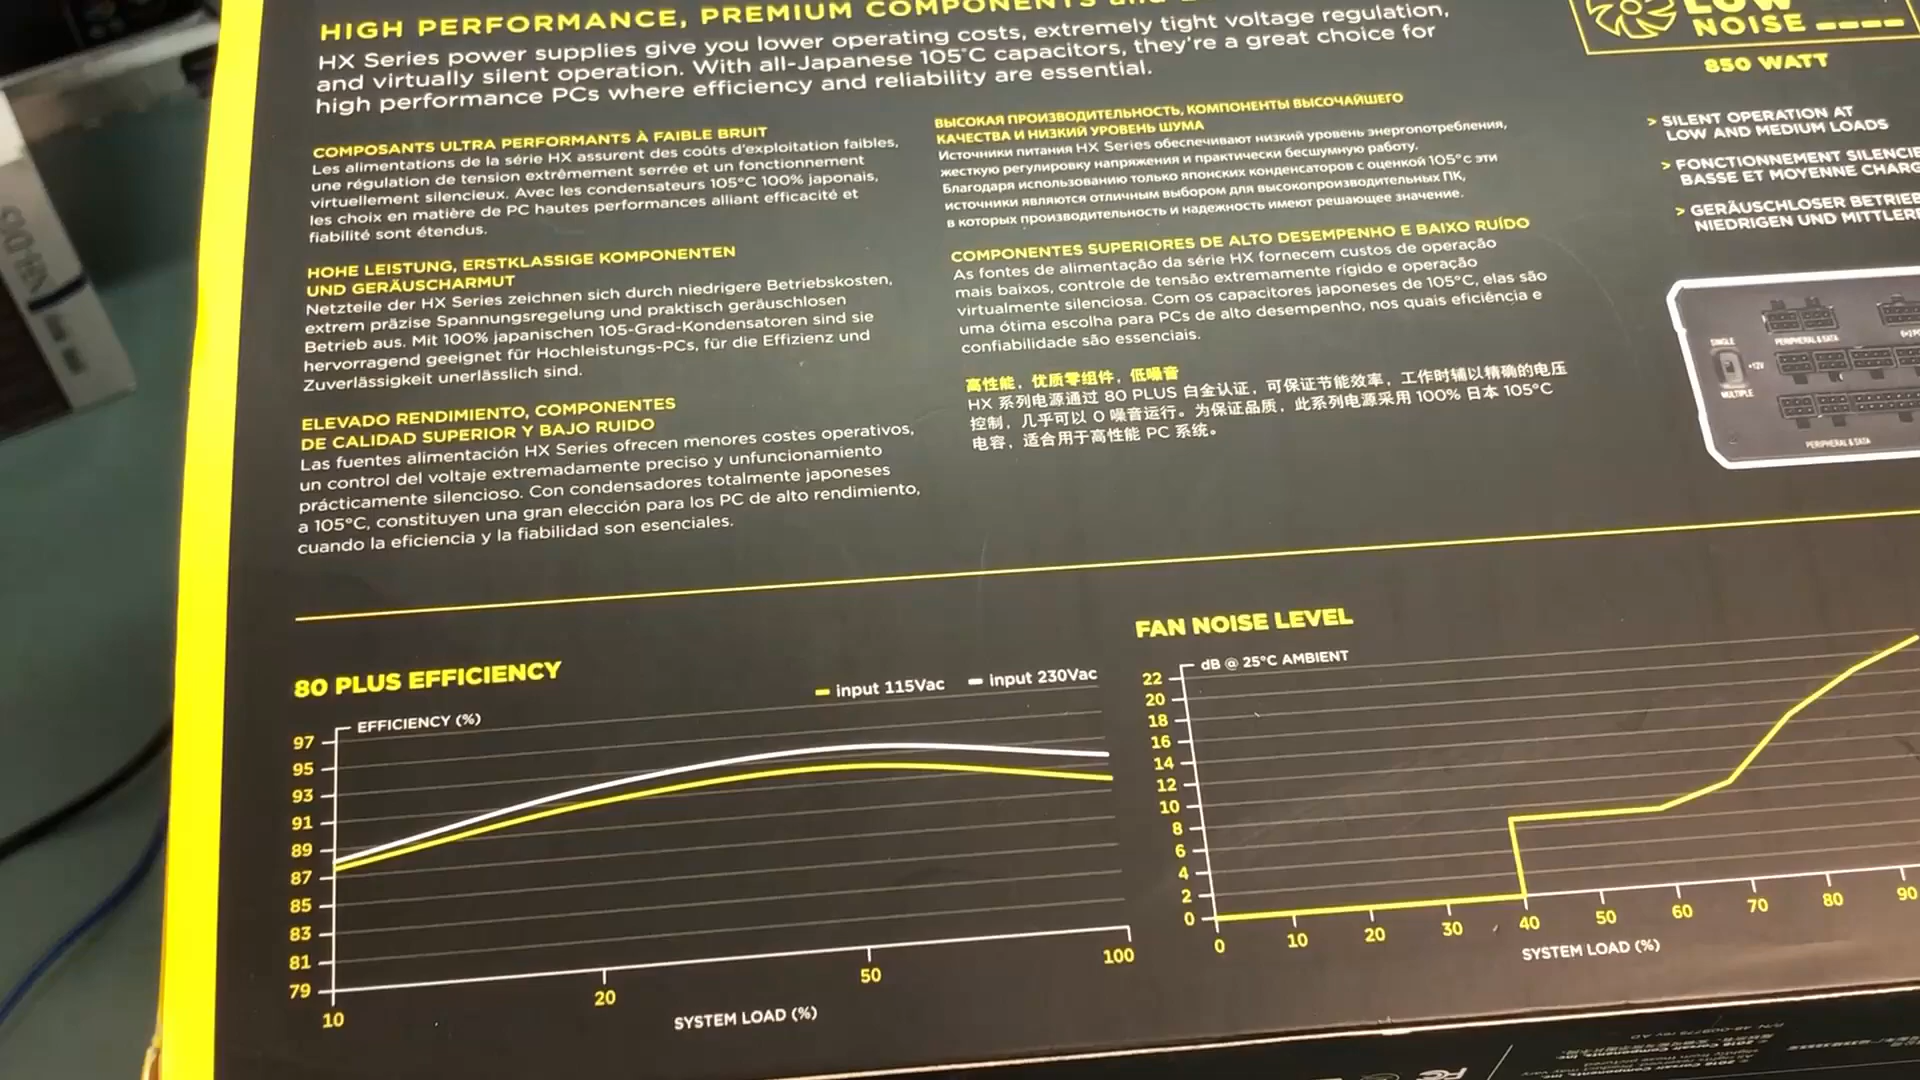 HIGH PERFORMANCE, PREMIUM COMPONENTS and
HX Series power supplies give you lower operating costs, extremely tight voltage regulation,
and virtually silent operation. With all-Japanese 105°C capacitors, they're a great choice for
high performance PCs where efficiency and reliability are essential.
COMPOSANTS ULTRA PERFORMANTS À FAIBLE BRUIT
Les alimentations de la série HX assurent des coûts d'exploitation faibles,
une régulation de tension extrêmement serrée et un fonctionnement
virtuellement silencieux. Avec les condensateurs 105°C 100% japonais,
les choix en matière de PC hautes performances alliant efficacité et
fiabilité sont étendus.
HOHE LEISTUNG, ERSTKLASSIGE KOMPONENTEN
UND GERÄUSCHARMUT
Netzteile der HX Series zeichnen sich durch niedrigere Betriebskosten,
extrem präzise Spannungsregelung und praktisch geräuschlosen
Betrieb aus. Mit 100% japanischen 105-Grad-Kondensatoren sind sie
hervorragend geeignet für Hochleistungs-PCs, für die Effizienz und
Zuverlässigkeit unerlässlich sind.
ELEVADO RENDIMIENTO, COMPONENTES
DE CALIDAD SUPERIOR Y BAJO RUIDO
Las fuentes alimentación HX Series ofrecen menores costes operativos,
un control del voltaje extremadamente preciso y unfuncionamiento
prácticamente silencioso. Con condensadores totalmente japoneses
a 105°C, constituyen una gran elección para los PC de alto rendimiento,
cuando la eficiencia y la fiabilidad son esenciales.
ВЫСОКАЯ ПРОИЗВОДИТЕЛЬНОСТЬ, КОМПОНЕНТЫ ВЫСОЧАЙШЕГО
КАЧЕСТВА И НИЗКИЙ УРОВЕНЬ ШУМА
Источники питания HX Series обеспечивают низкий уровень энергопотребления,
жесткую регулировку напряжения и практически бесшумную работу.
Благодаря использованию только японских конденсаторов с оценкой 105°C эти
источники являются отличным выбором для высокопроизводительных ПК,
в которых производительность и надежность имеют решающее значение.
COMPONENTES SUPERIORES DE ALTO DESEMPENHO E BAIXO RUÍDO
As fontes de alimentação da série HX fornecem custos de operação
mais baixos, controle de tensão extremamente rígido e operação
virtualmente silenciosa. Com os capacitores japoneses de 105°C, elas são
uma ótima escolha para PCs de alto desempenho, nos quais eficiência e
confiabilidade são essenciais.
高性能，优质零组件，低噪音
HX 系列电源通过 80 PLUS 白金认证，可保证节能效率，工作时辅以精确的电压
控制，几乎可以 0 噪音运行。为保证品质，此系列电源采用 100% 日本 105°C
电容，适合用于高性能 PC 系统。
LOW
NOISE
850 WATT
> SILENT OPERATION AT
LOW AND MEDIUM LOADS
> FONCTIONNEMENT SILENCIE
BASSE ET MOYENNE CHARG
> GERÄUSCHLOSER BETRIEB
NIEDRIGEN UND MITTLER
SINGLE
MULTIPLE
+12V
PERIPHERAL & SATA
PERIPHERAL & SATA
80 PLUS EFFICIENCY
input 115Vac input 230Vac
EFFICIENCY (%)
97
95
93
91
89
87
85
83
81
79
10 20 50 100
SYSTEM LOAD (%)
FAN NOISE LEVEL
dB @ 25°C AMBIENT
22
20
18
16
14
12
10
8
6
4
2
0
0 10 20 30 40 50 60 70 80 90
SYSTEM LOAD (%)